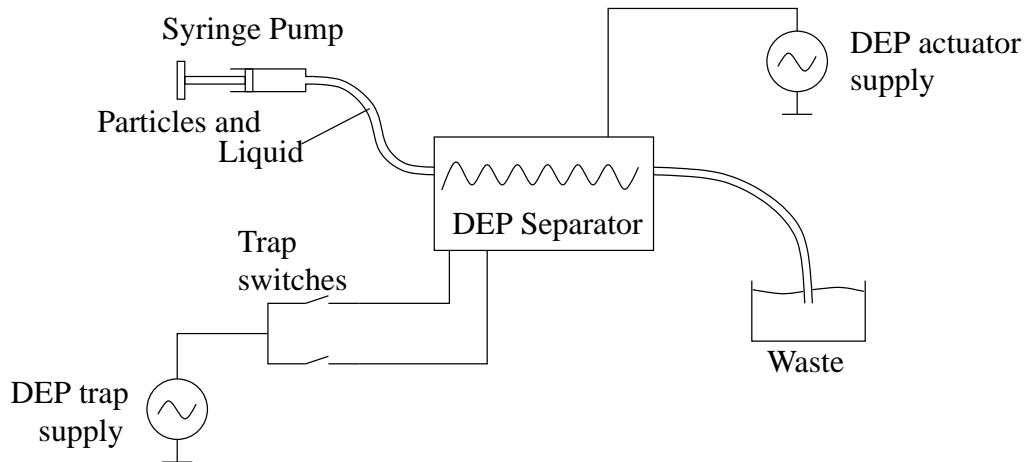 Syringe Pump
DEP actuator
supply
Particles and
Liquid
DEP Separator
Trap
switches
Waste
DEP trap
supply